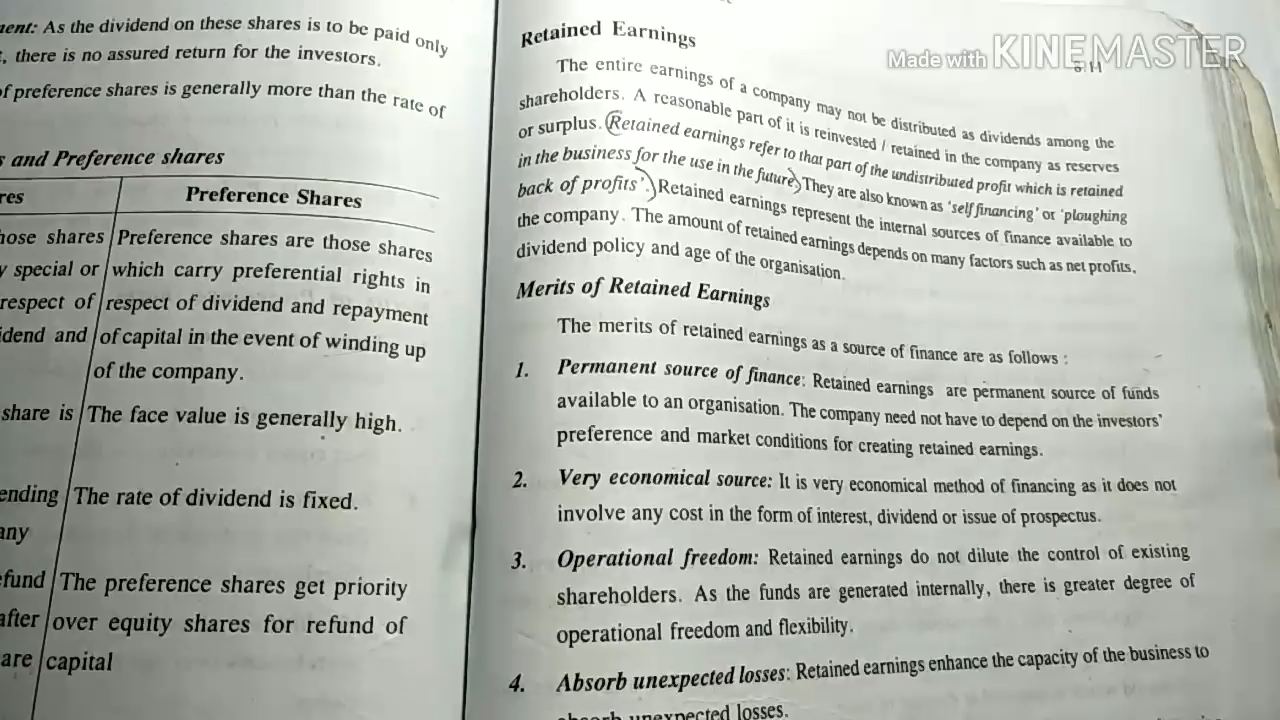 nent: As the dividend on these shares is to be paid only
, there is no assured return for the investors.
of preference shares is generally more than the rate of
s and Preference shares
res Preference Shares
hose shares Preference shares are those shares
y special or which carry preferential rights in
respect of respect of dividend and repayment
idend and of capital in the event of winding up
of the company.
share is The face value is generally high.
ending The rate of dividend is fixed.
any
efund The preference shares get priority
after over equity shares for refund of
are capital
Made with KINEMASTER
Retained Earnings
The entire earnings of a company may not be distributed as dividends among the
shareholders. A reasonable part of it is reinvested / retained in the company as reserves
or surplus. Retained earnings refer to that part of the undistributed profit which is retained
in the business for the use in the future. They are also known as 'self financing' or 'ploughing
back of profits'. Retained earnings represent the internal sources of finance available to
the company. The amount of retained earnings depends on many factors such as net profits,
dividend policy and age of the organisation.
Merits of Retained Earnings
The merits of retained earnings as a source of finance are as follows :
1. Permanent source of finance: Retained earnings are permanent source of funds
available to an organisation. The company need not have to depend on the investors'
preference and market conditions for creating retained earnings.
2. Very economical source: It is very economical method of financing as it does not
involve any cost in the form of interest, dividend or issue of prospectus.
3. Operational freedom: Retained earnings do not dilute the control of existing
shareholders. As the funds are generated internally, there is greater degree of
operational freedom and flexibility.
4. Absorb unexpected losses: Retained earnings enhance the capacity of the business to
absorb unexpected losses.